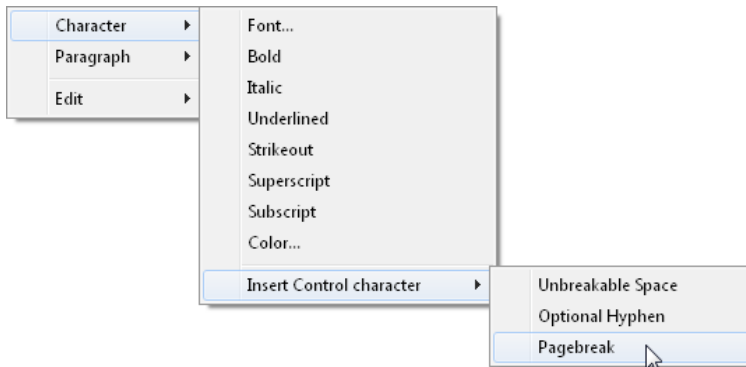 Character
Paragraph
Edit
Font...
Bold
Italic
Underlined
Strikeout
Superscript
Subscript
Color...
Insert Control character
Unbreakable Space
Optional Hyphen
Pagebreak